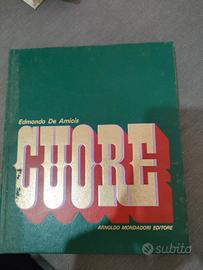 Edmondo De Amicis
CUORE
ARNOLDO MONDADORI EDITORE
subito